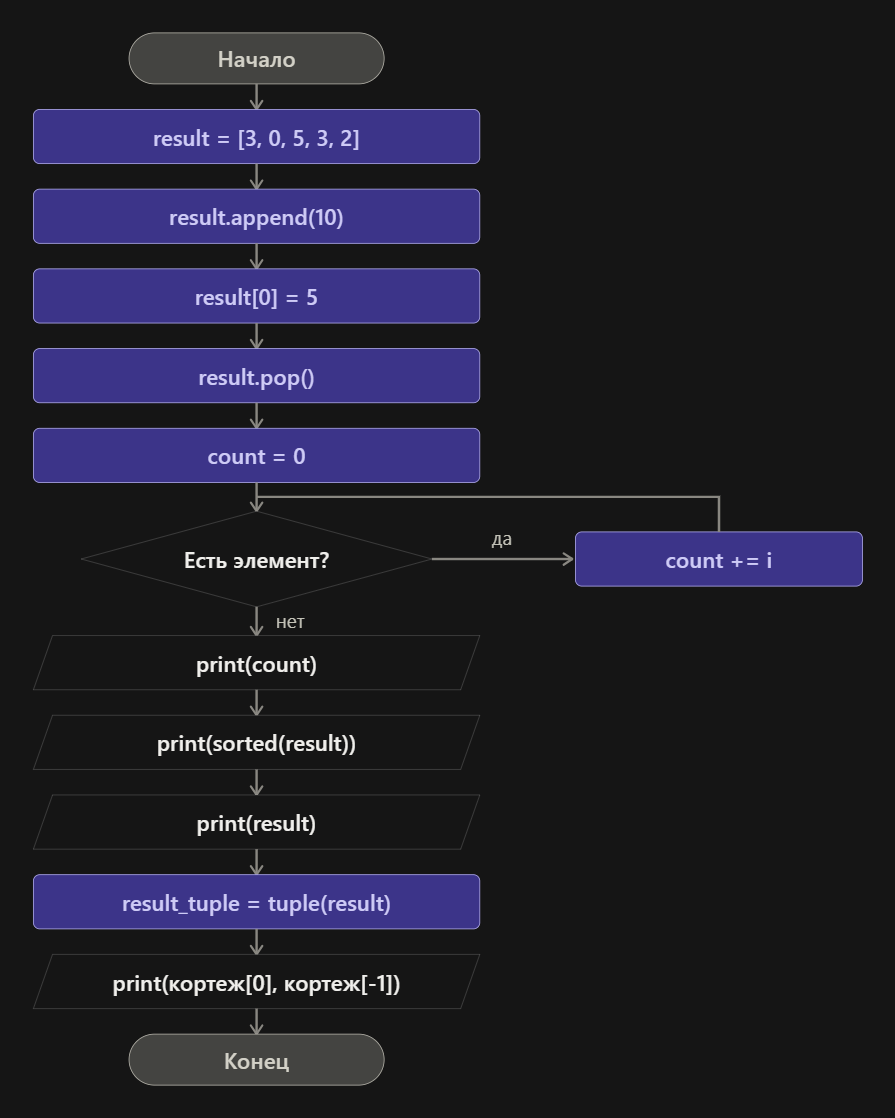 Начало
result = [3, 0, 5, 3, 2]
result.append(10)
result[0] = 5
result.pop()
count = 0
Есть элемент?
да
count += i
нет
print(count)
print(sorted(result))
print(result)
result_tuple = tuple(result)
print(кортеж[0], кортеж[-1])
Конец